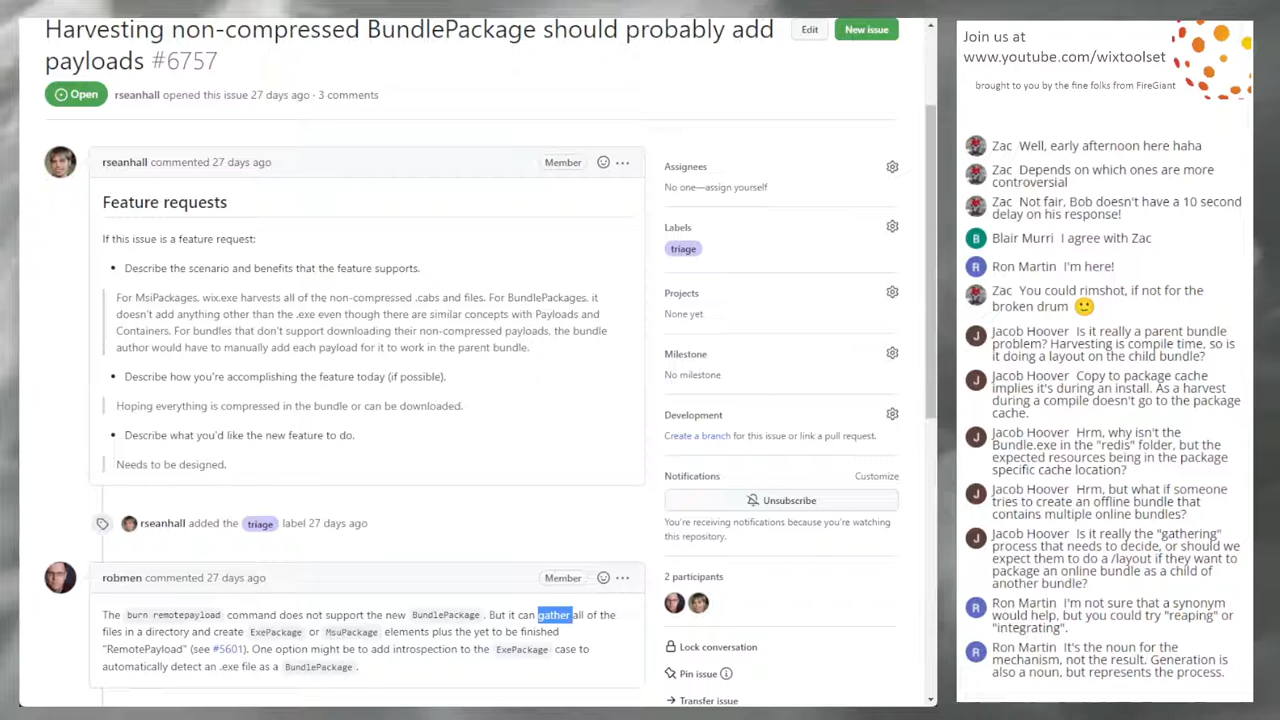 Harvesting non-compressed BundlePackage should probably add
payloads #6757
Edit
New issue
Open
rseanhall opened this issue 27 days ago · 3 comments
rseanhall commented 27 days ago
Member
Feature requests
If this issue is a feature request:
• Describe the scenario and benefits that the feature supports.
For MsiPackages, wix.exe harvests all of the non-compressed .cabs and files. For BundlePackages, it
doesn't add anything other than the .exe even though there are similar concepts with Payloads and
Containers. For bundles that don't support downloading their non-compressed payloads, the bundle
author would have to manually add each payload for it to work in the parent bundle.
• Describe how you're accomplishing the feature today (if possible).
Hoping everything is compressed in the bundle or can be downloaded.
• Describe what you'd like the new feature to do.
Needs to be designed.
rseanhall added the triage label 27 days ago
robmen commented 27 days ago
Member
The burn remotepayload command does not support the new BundlePackage. But it can gather all of the
files in a directory and create ExePackage or MsuPackage elements plus the yet to be finished
"RemotePayload" (see #5601). One option might be to add introspection to the ExePackage case to
automatically detect an .exe file as a BundlePackage.
Assignees
No one—assign yourself
Labels
triage
Projects
None yet
Milestone
No milestone
Development
Create a branch for this issue or link a pull request.
Notifications
Customize
Unsubscribe
You're receiving notifications because you're watching
this repository.
2 participants
Lock conversation
Pin issue
Transfer issue
Join us at
www.youtube.com/wixtoolset
brought to you by the fine folks from FireGiant
Zac Well, early afternoon here haha
Zac Depends on which ones are more
controversial
Zac Not fair, Bob doesn't have a 10 second
delay on his response!
B
Blair Murri I agree with Zac
R
Ron Martin I'm here!
Zac You could rimshot, if not for the
broken drum 🙂
J
Jacob Hoover Is it really a parent bundle
problem? Harvesting is compile time, so is
it doing a layout on the child bundle?
J
Jacob Hoover Copy to package cache
implies it's during an install. As a harvest
during a compile doesn't go to the package
cache.
J
Jacob Hoover Hrm, why isn't the
Bundle.exe in the "redis" folder, but the
expected resources being in the package
specific cache location?
J
Jacob Hoover Hrm, but what if someone
tries to create an offline bundle that
contains multiple online bundles?
J
Jacob Hoover Is it really the "gathering"
process that needs to decide, or should we
expect them to do a /layout if they want to
package an online bundle as a child of
another bundle?
R
Ron Martin I'm not sure that a synonym
would help, but you could try "reaping" or
"integrating".
R
Ron Martin It's the noun for the
mechanism, not the result. Generation is
also a noun, but represents the process.